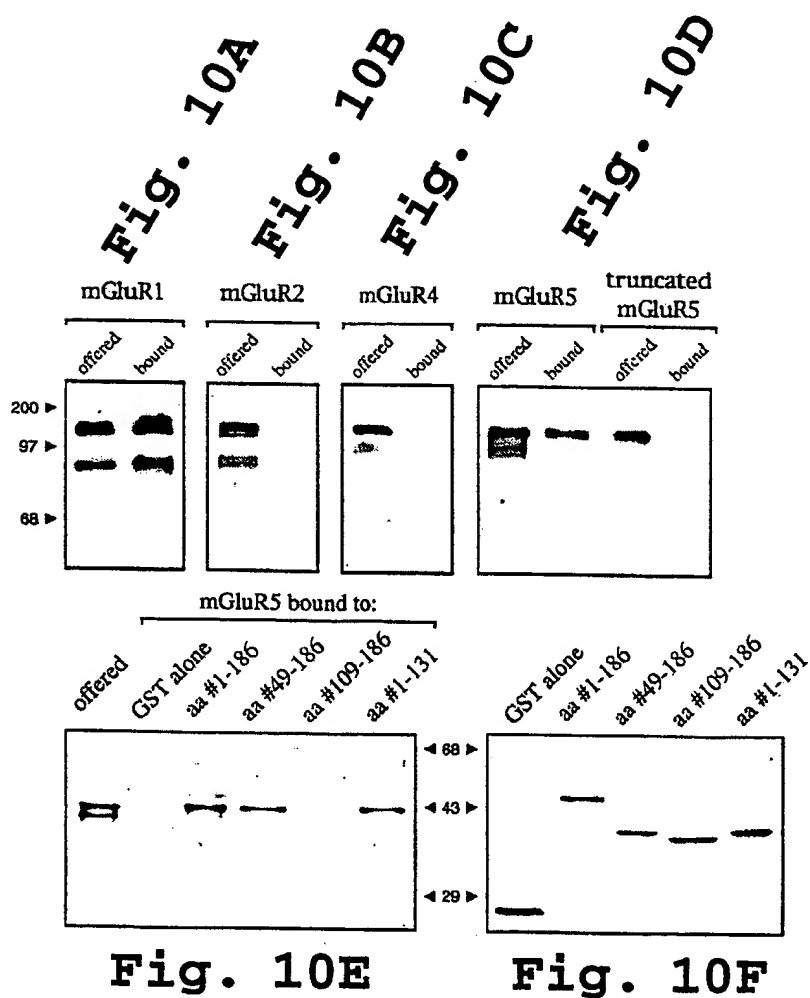 Fig. 10A
Fig. 10B
Fig. 10C
Fig. 10D
mGluR1
mGluR2
mGluR4
mGluR5
truncated
mGluR5
offered
bound
offered
bound
offered
bound
offered
bound
offered
bound
200
97
68
mGluR5 bound to:
offered
GST alone
aa #1-186
aa #49-186
aa #109-186
aa #1-131
GST alone
aa #1-186
aa #49-186
aa #109-186
aa #1-131
68
43
29
Fig. 10E
Fig. 10F